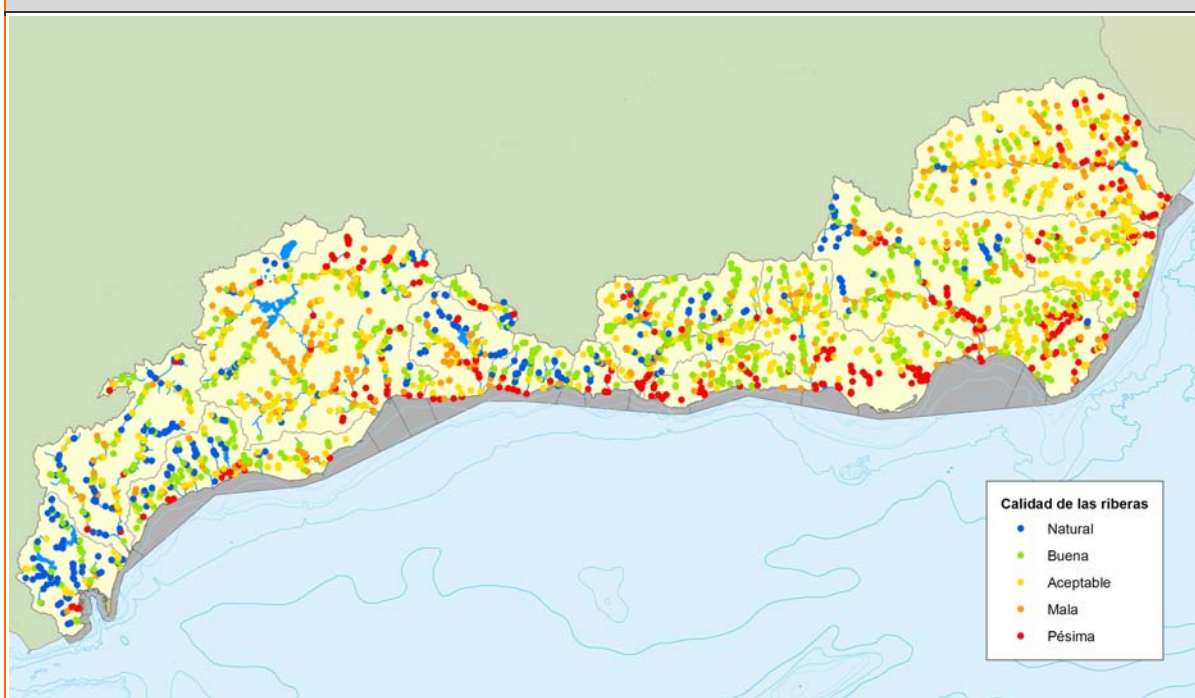 Calidad de las riberas
Natural
Buena
Aceptable
Mala
Pésima